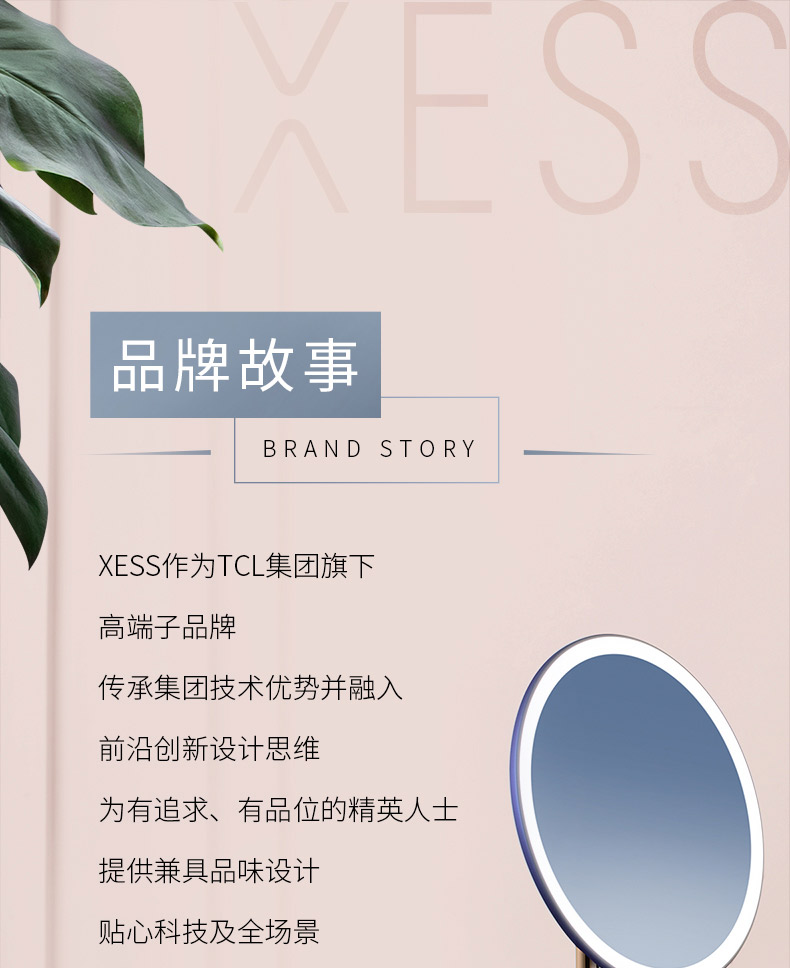 XESS
品牌故事
BRAND STORY
XESS作为TCL集团旗下
高端子品牌
传承集团技术优势并融入
前沿创新设计思维
为有追求、有品位的精英人士
提供兼具品味设计
贴心科技及全场景